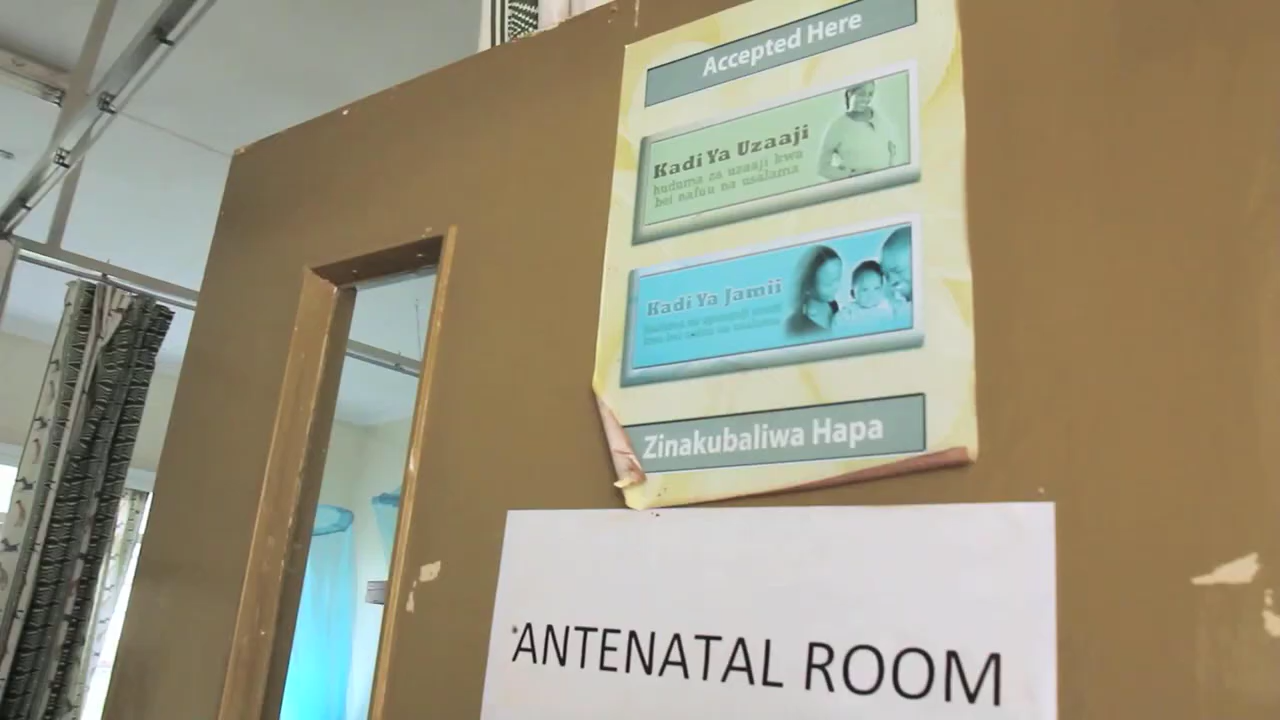 Accepted Here
Kadi Ya Uzaaji
huduma za uzaaji kwa
bei nafuu na usalama
Kadi Ya Jamii
Zinakubaliwa Hapa
ANTENATAL ROOM